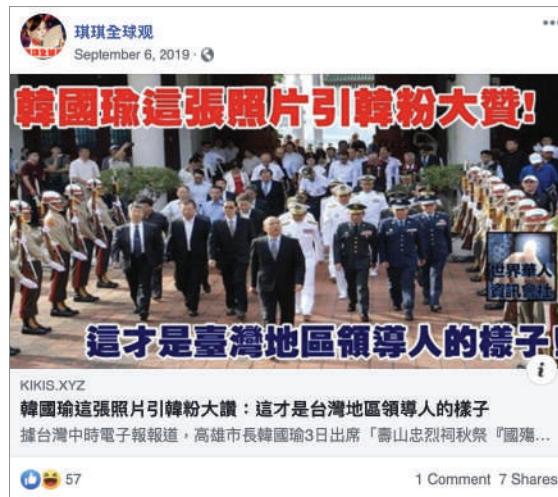 琪琪全球观
September 6, 2019
韓國瑜這張照片引韓粉大贊!
世界華人
資訊會社
這才是臺灣地區領導人的樣子!
KIKIS.XYZ
韓國瑜這張照片引韓粉大讚：這才是台灣地區領導人的樣子
據台灣中時電子報報道，高雄市長韓國瑜3日出席「壽山忠烈祠秋祭『國殤...
57
1 Comment 7 Shares